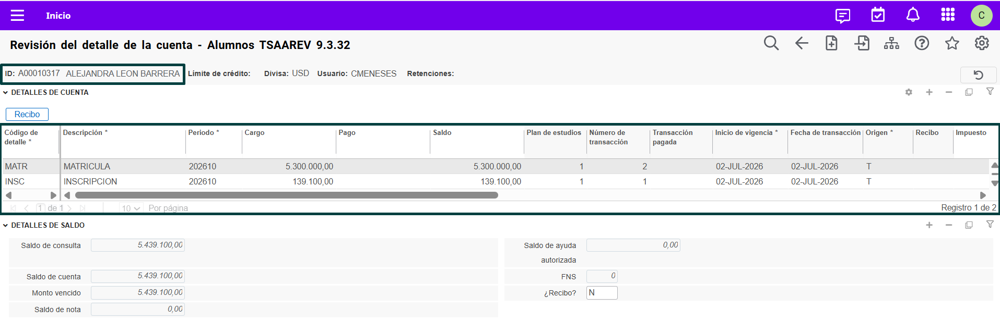 Inicio
C
Revisión del detalle de la cuenta - Alumnos TSAAREV 9.3.32
ID: A00010317 ALEJANDRA LEON BARRERA Límite de crédito: Divisa: USD Usuario: CMENESES Retenciones:
DETALLES DE CUENTA
Recibo
Código de detalle * Descripción * Periodo * Cargo Pago Saldo Plan de estudios Número de transacción Transacción pagada Inicio de vigencia * Fecha de transacción Origen * Recibo Impuesto
MATR MATRICULA 202610 5.300.000,00 5.300.000,00 1 2 02-JUL-2026 02-JUL-2026 T
INSC INSCRIPCION 202610 139.100,00 139.100,00 1 1 02-JUL-2026 02-JUL-2026 T
1 de 1 10 Por página Registro 1 de 2
DETALLES DE SALDO
Saldo de consulta 5.439.100,00 Saldo de ayuda autorizada 0,00
Saldo de cuenta 5.439.100,00 FNS 0
Monto vencido 5.439.100,00 ¿Recibo? N
Saldo de nota 0,00